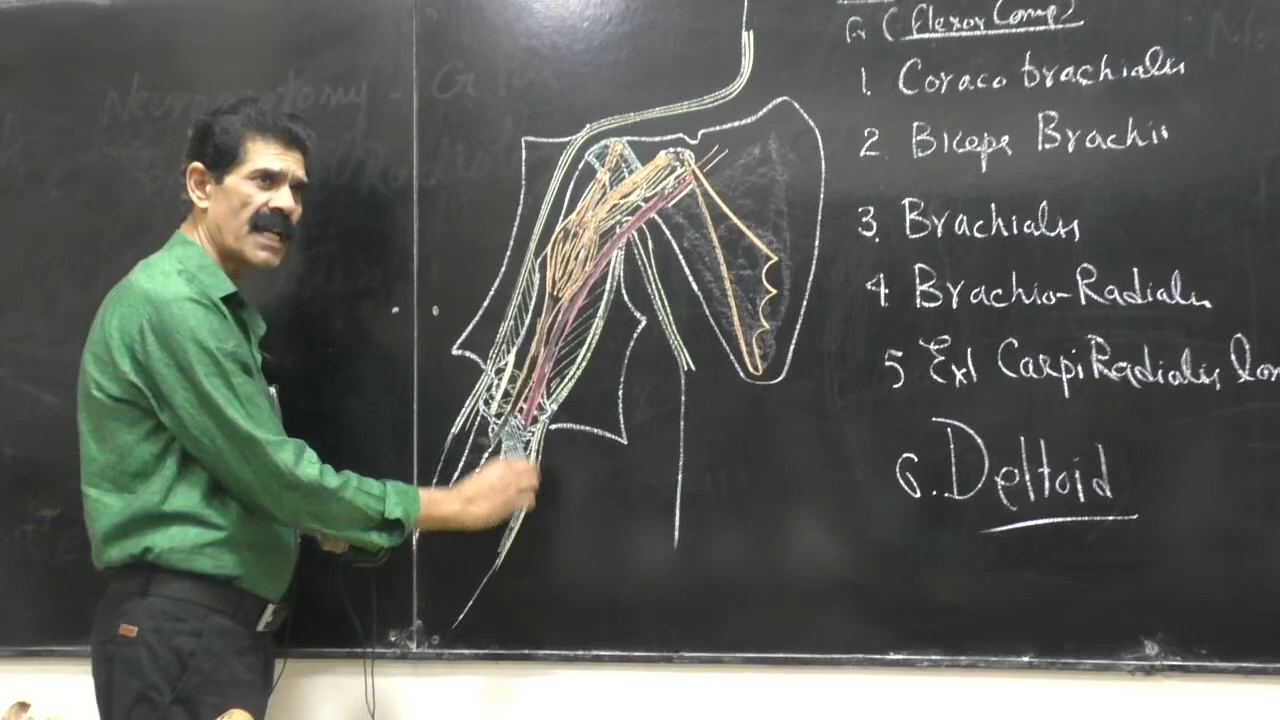 (Flexor Comp)
1. Coraco brachialis
2. Biceps Brachii
3. Brachialis
4 Brachio-Radialis
5 Ext Carpi Radialis lon
6. Deltoid